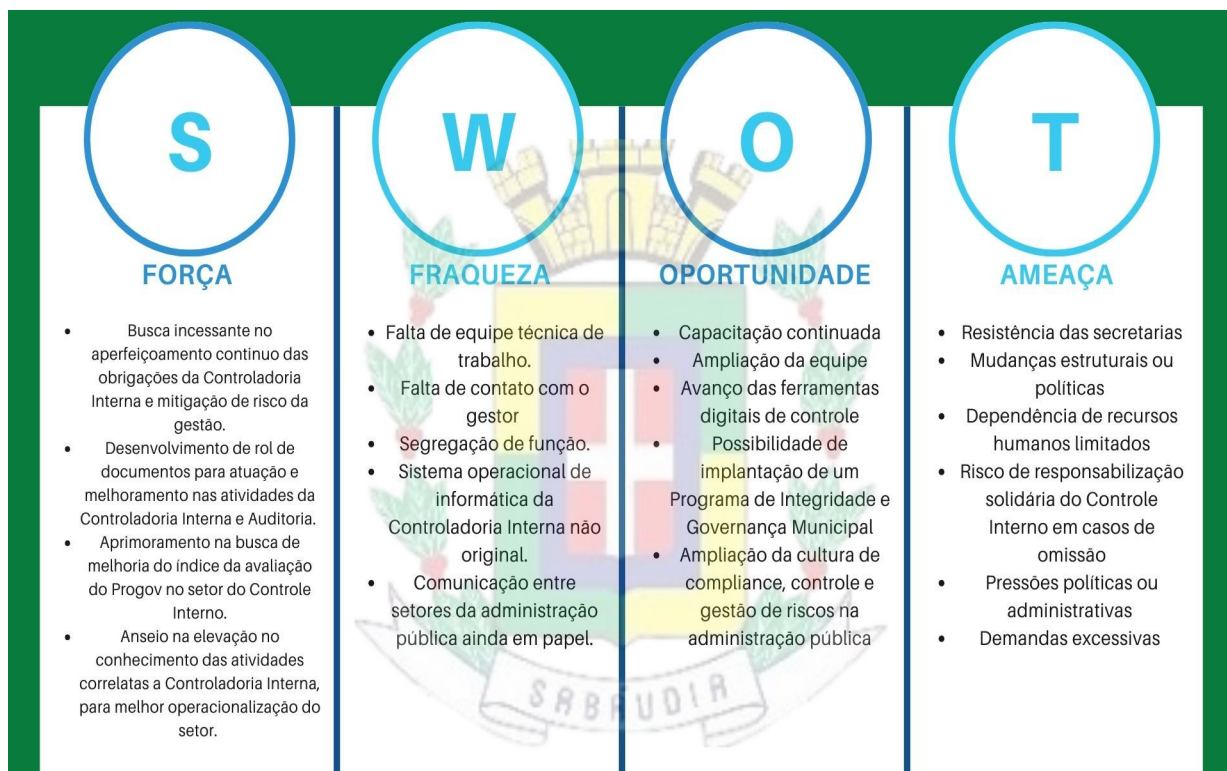 S
FORÇA
• Busca incessante no
aperfeiçoamento continuo das
obrigações da Controladoria
Interna e mitigação de risco da
gestão.
• Desenvolvimento de rol de
documentos para atuação e
melhoramento nas atividades da
Controladoria Interna e Auditoria.
• Aprimoramento na busca de
melhoria do índice da avaliação
do Progov no setor do Controle
Interno.
• Anseio na elevação no
conhecimento das atividades
correlatas a Controladoria Interna,
para melhor operacionalização do
setor.
W
FRAQUEZA
• Falta de equipe técnica de
trabalho.
• Falta de contato com o
gestor
• Segregação de função.
• Sistema operacional de
informática da
Controladoria Interna não
original.
• Comunicação entre
setores da administração
pública ainda em papel.
O
OPORTUNIDADE
• Capacitação continuada
• Ampliação da equipe
• Avanço das ferramentas
digitais de controle
• Possibilidade de
implantação de um
Programa de Integridade e
Governança Municipal
• Ampliação da cultura de
compliance, controle e
gestão de riscos na
administração pública
T
AMEAÇA
• Resistência das secretarias
• Mudanças estruturais ou
políticas
• Dependência de recursos
humanos limitados
• Risco de responsabilização
solidária do Controle
Interno em casos de
omissão
• Pressões políticas ou
administrativas
• Demandas excessivas
SABÁUDIA